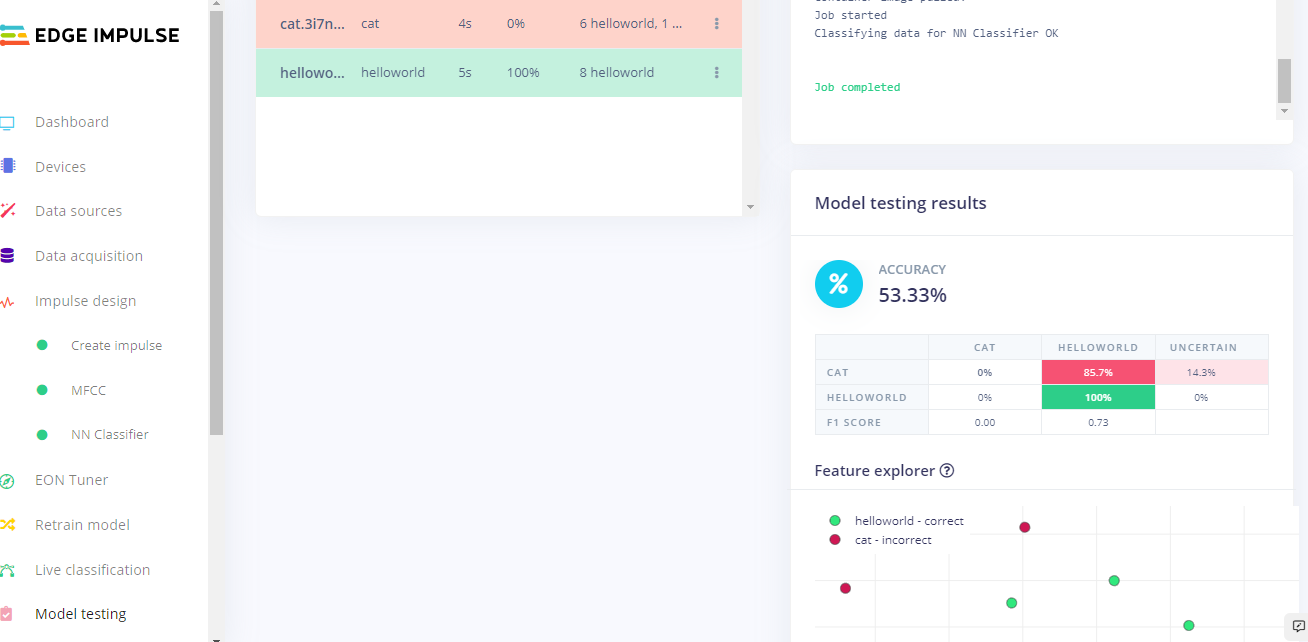 EDGE IMPULSE
Dashboard
Devices
Data sources
Data acquisition
Impulse design
Create impulse
MFCC
NN Classifier
EON Tuner
Retrain model
Live classification
Model testing
cat.3i7n... cat 4s 0% 6 helloworld, 1 ...
hellowo... helloworld 5s 100% 8 helloworld
Job started
Classifying data for NN Classifier OK
Job completed
Model testing results
%
ACCURACY
53.33%
CAT HELLOWORLD UNCERTAIN
CAT 0% 85.7% 14.3%
HELLOWORLD 0% 100% 0%
F1 SCORE 0.00 0.73
Feature explorer ?
helloworld - correct
cat - incorrect